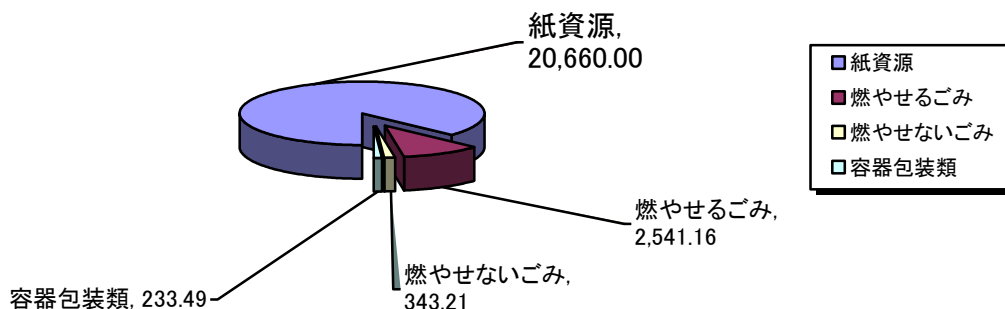 紙資源,
20,660.00
紙資源
燃やせるごみ
燃やせないごみ
容器包装類
燃やせるごみ,
2,541.16
燃やせないごみ,
343.21
容器包装類, 233.49